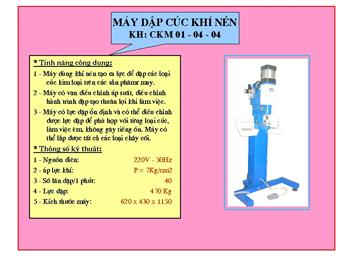 MÁY DẬP CÚC KHÍ NÉN
KH: CKM 01 - 04 - 04
* Tính năng công dụng:
1 - Máy dùng khí nén tạo ra lực để dập các loại
cúc kim loại trên các sản phẩm may.
2 - Máy có van điều chỉnh áp suất, điều chỉnh
hành trình dập tạo thuận lợi khi làm việc.
3 - Máy có lực dập ổn định và có thể điều chỉnh
được lực dập để phù hợp với từng loại cúc,
làm việc êm, không gây tiếng ồn. Máy có
thể lắp được tất cả các loại chày cối.
* Thông số kỹ thuật:
1 - Nguồn điện: 220V - 50Hz
2 - áp lực khí: P = 7Kg/cm2
3 - Số lần dập/1 phút: 40
4 - Lực dập: 470 Kg
5 - Kích thước máy: 620 x 430 x 1150